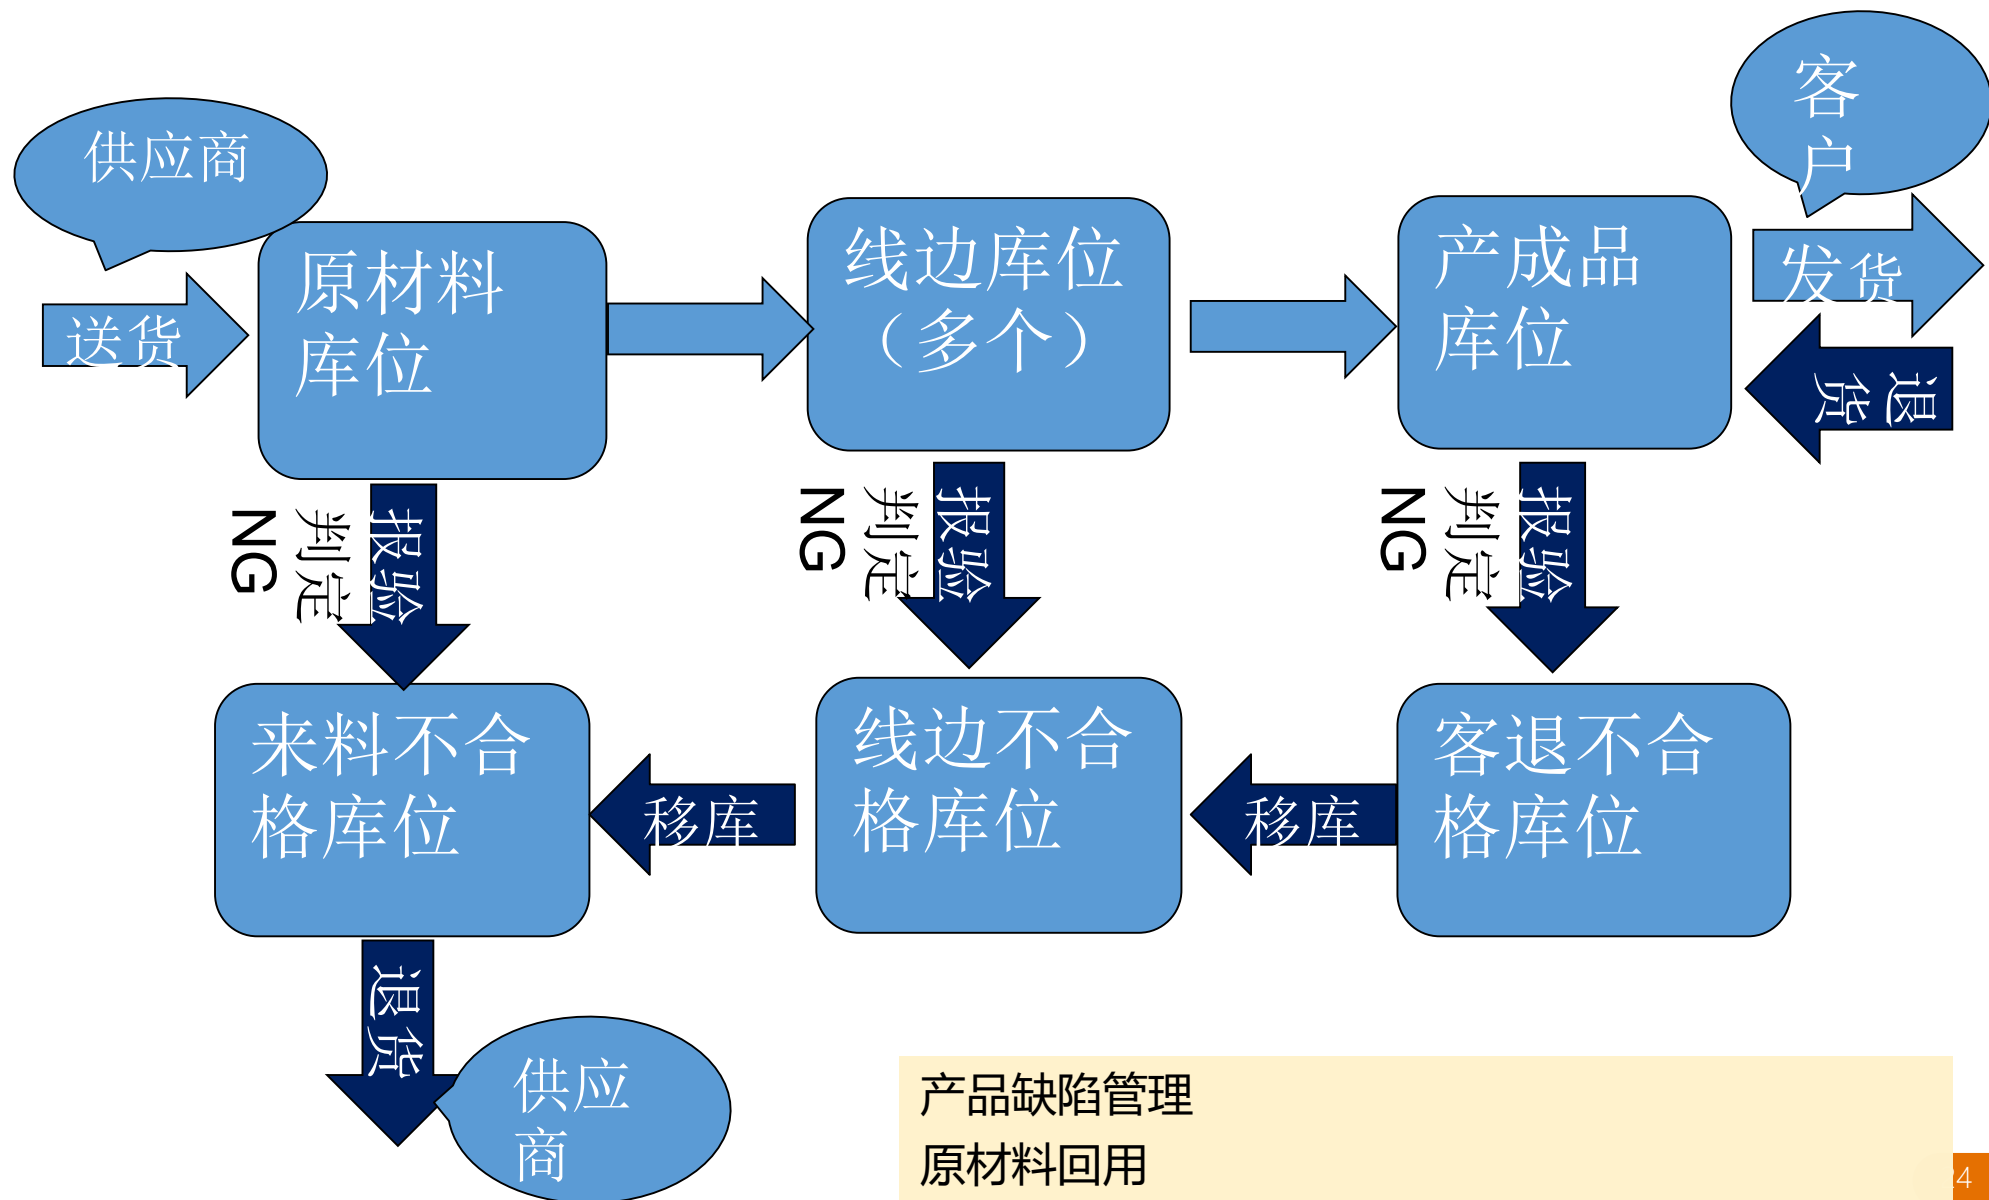 供应商
客
户
送货
原材料
库位
线边库位
（多个）
产成品
库位
发货
退
货
报验
判定
NG
报验
判定
NG
报验
判定
NG
来料不合
格库位
移库
线边不合
格库位
移库
客退不合
格库位
退货
供应
商
产品缺陷管理
原材料回用